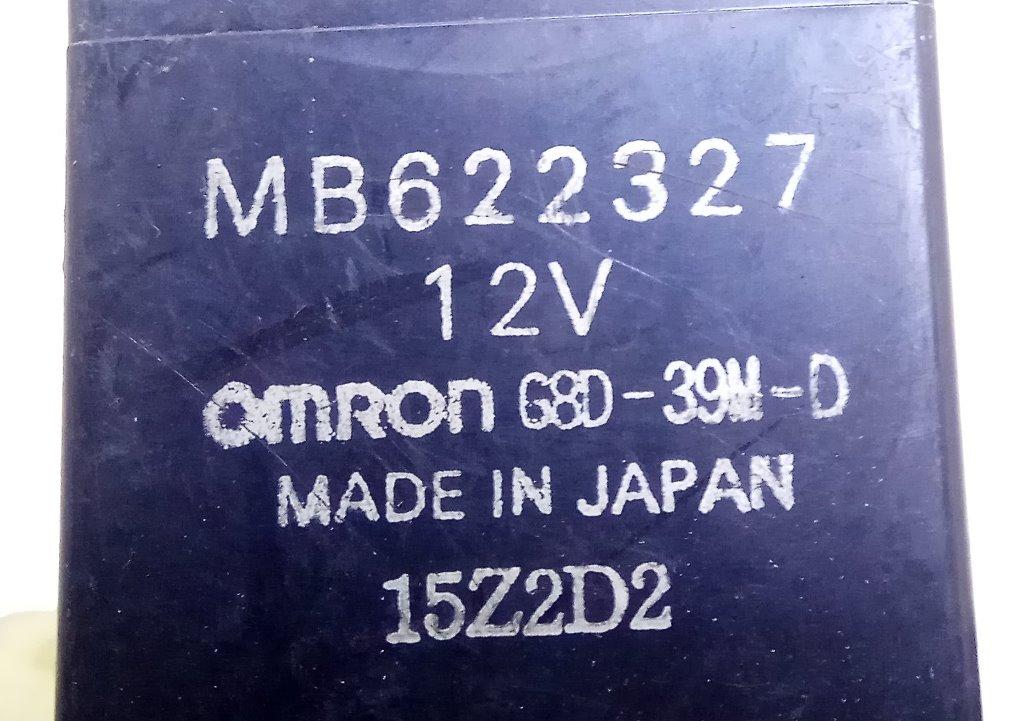 MB622327
12V
omron G8D-39M-D
MADE IN JAPAN
15Z2D2